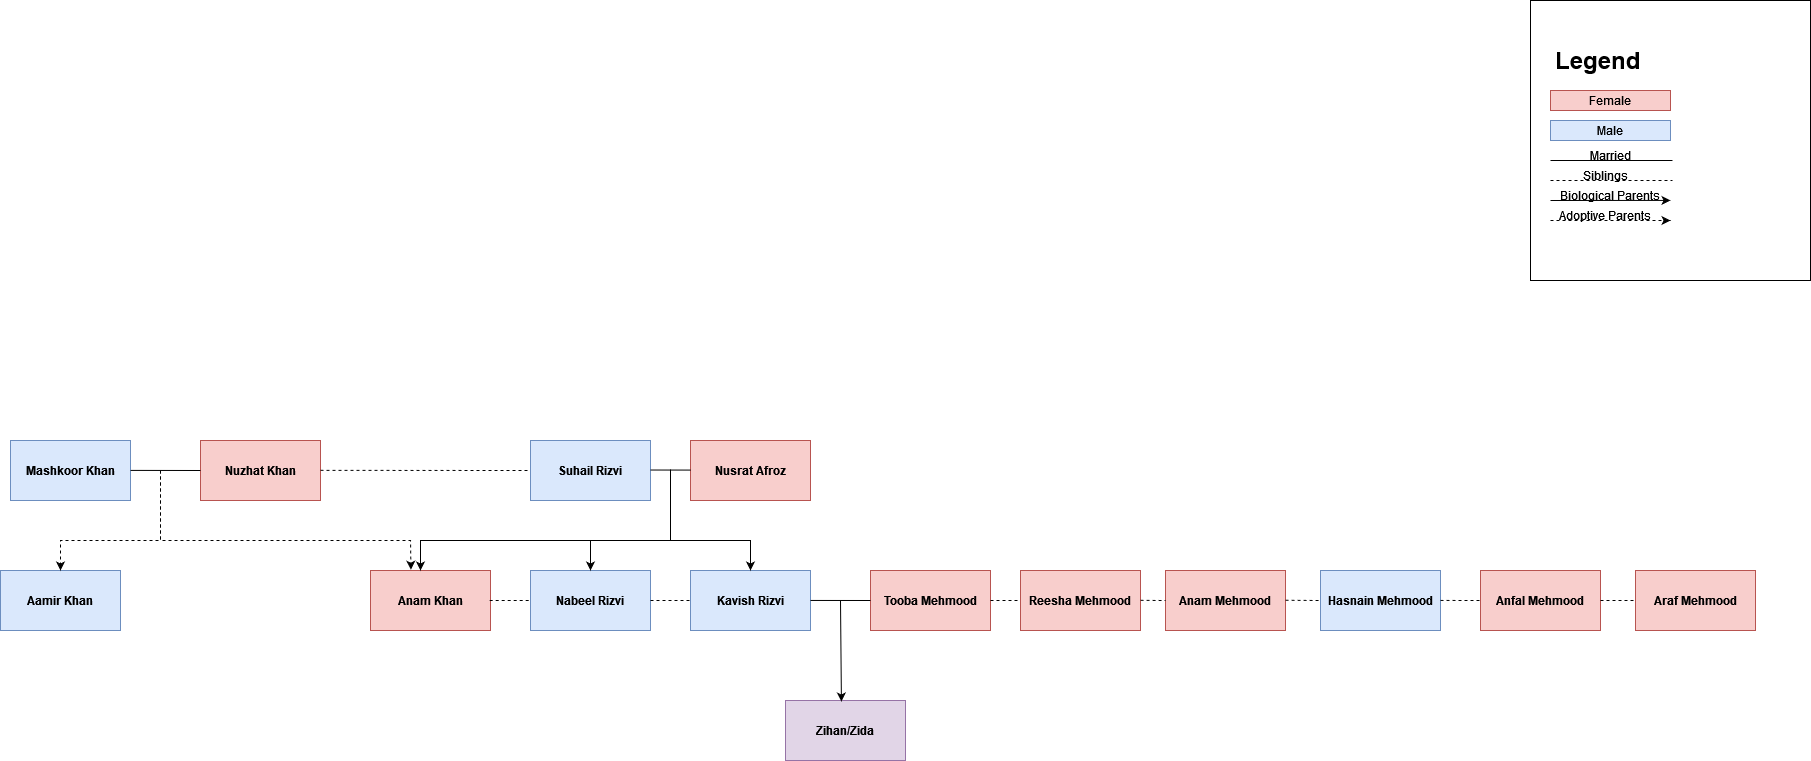 Legend
Female
Male
Married
Siblings
Biological Parents
Adoptive Parents
Mashkoor Khan
Nuzhat Khan
Suhail Rizvi
Nusrat Afroz
Aamir Khan
Anam Khan
Nabeel Rizvi
Kavish Rizvi
Tooba Mehmood
Reesha Mehmood
Anam Mehmood
Hasnain Mehmood
Anfal Mehmood
Araf Mehmood
Zihan/Zida